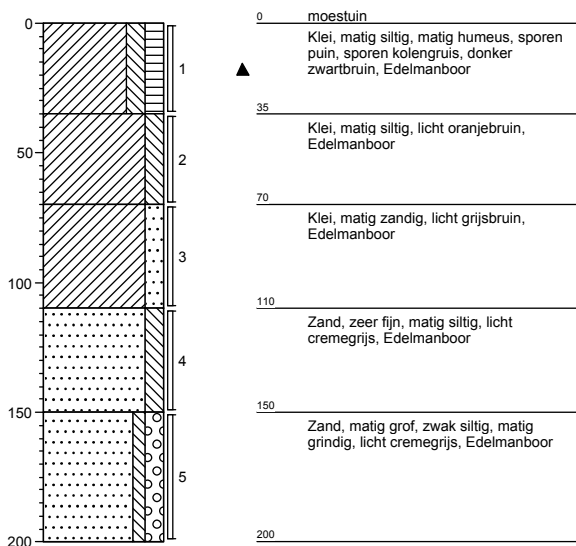 0
50
100
150
200
1
2
3
4
5
0 moestuin
Klei, matig siltig, matig humeus, sporen
puin, sporen kolengruis, donker
zwartbruin, Edelmanboor
35
Klei, matig siltig, licht oranjebruin,
Edelmanboor
70
Klei, matig zandig, licht grijsbruin,
Edelmanboor
110
Zand, zeer fijn, matig siltig, licht
cremegrijs, Edelmanboor
150
Zand, matig grof, zwak siltig, matig
grindig, licht cremegrijs, Edelmanboor
200